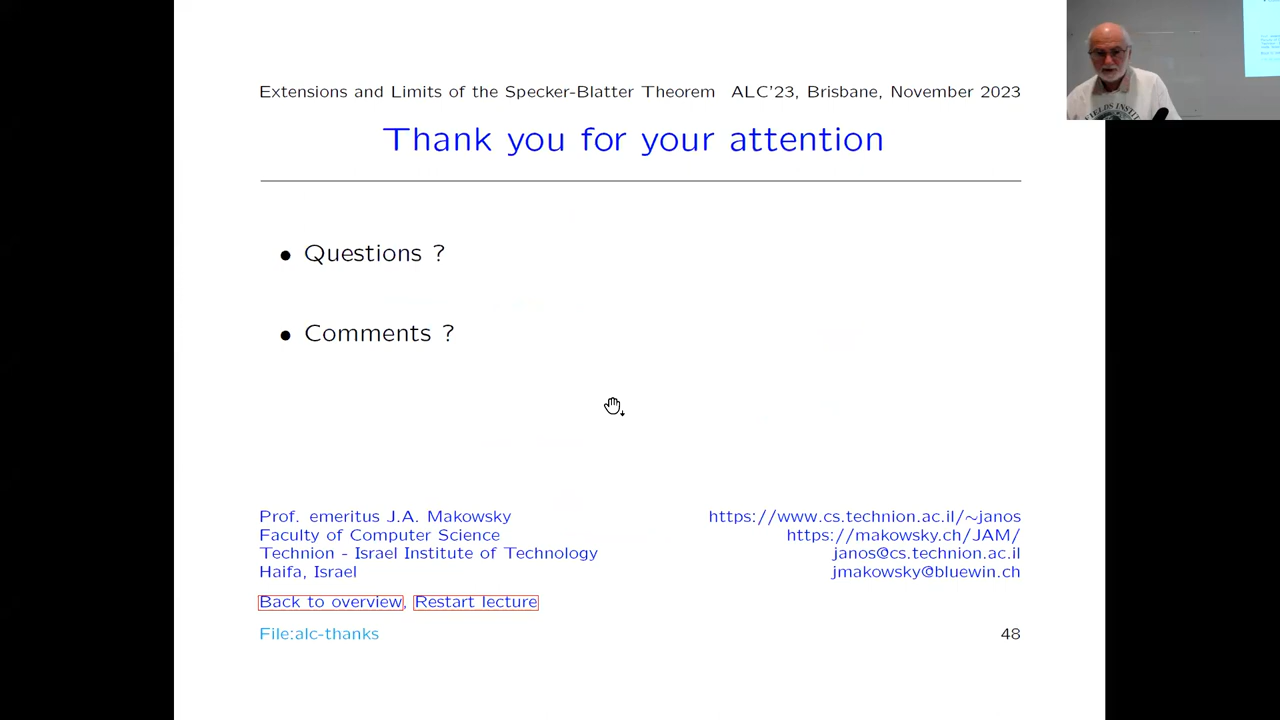 Extensions and Limits of the Specker-Blatter Theorem ALC'23, Brisbane, November 2023
Thank you for your attention
• Questions ?
• Comments ?
Prof. emeritus J.A. Makowsky
Faculty of Computer Science
Technion - Israel Institute of Technology
Haifa, Israel
https://www.cs.technion.ac.il/~janos
https://makowsky.ch/JAM/
janos@cs.technion.ac.il
jmakowsky@bluewin.ch
Back to overview, Restart lecture
File:alc-thanks
48